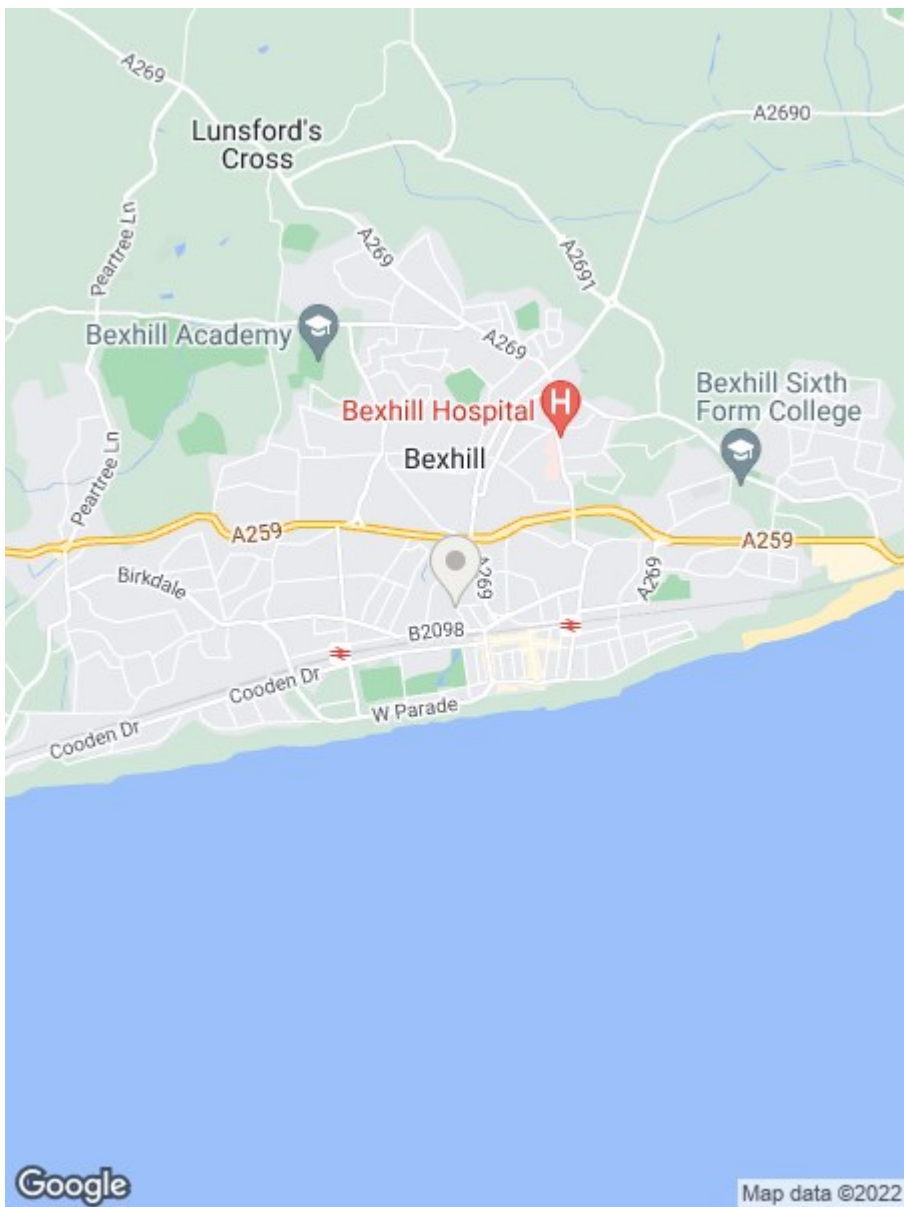 A269
A2690
Lunsford's
Cross
Peartree Ln
A269
A2691
Bexhill Academy
A269
Bexhill Sixth
Form College
Bexhill Hospital
H
Bexhill
Peartree Ln
A259
A259
Birkdale
A269
A269
B2098
Cooden Dr
W Parade
Cooden Dr
Google
Map data ©2022